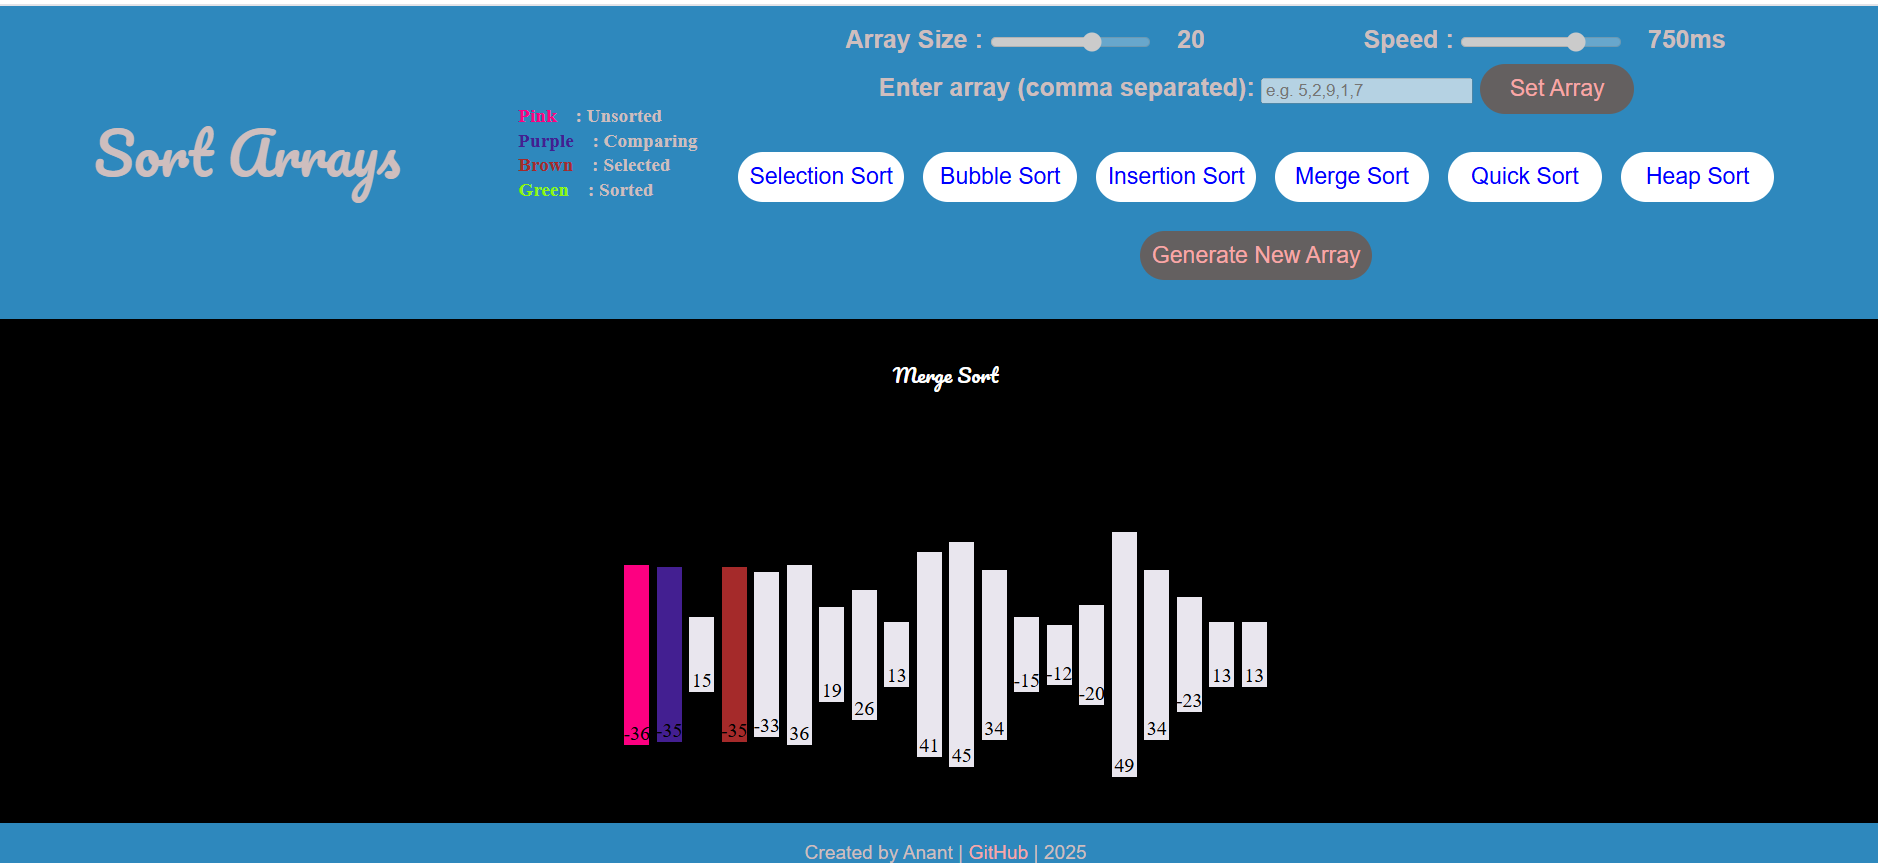 Array Size : 20 Speed : 750ms
Enter array (comma separated): e.g. 5,2,9,1,7 Set Array
Sort Arrays
Pink : Unsorted
Purple : Comparing
Brown : Selected
Green : Sorted
Selection Sort Bubble Sort Insertion Sort Merge Sort Quick Sort Heap Sort
Generate New Array
Merge Sort
-36 -35 15 -35 -33 36 19 26 13 41 45 34 -15 -12 -20 49 34 -23 13 13
Created by Anant | GitHub | 2025